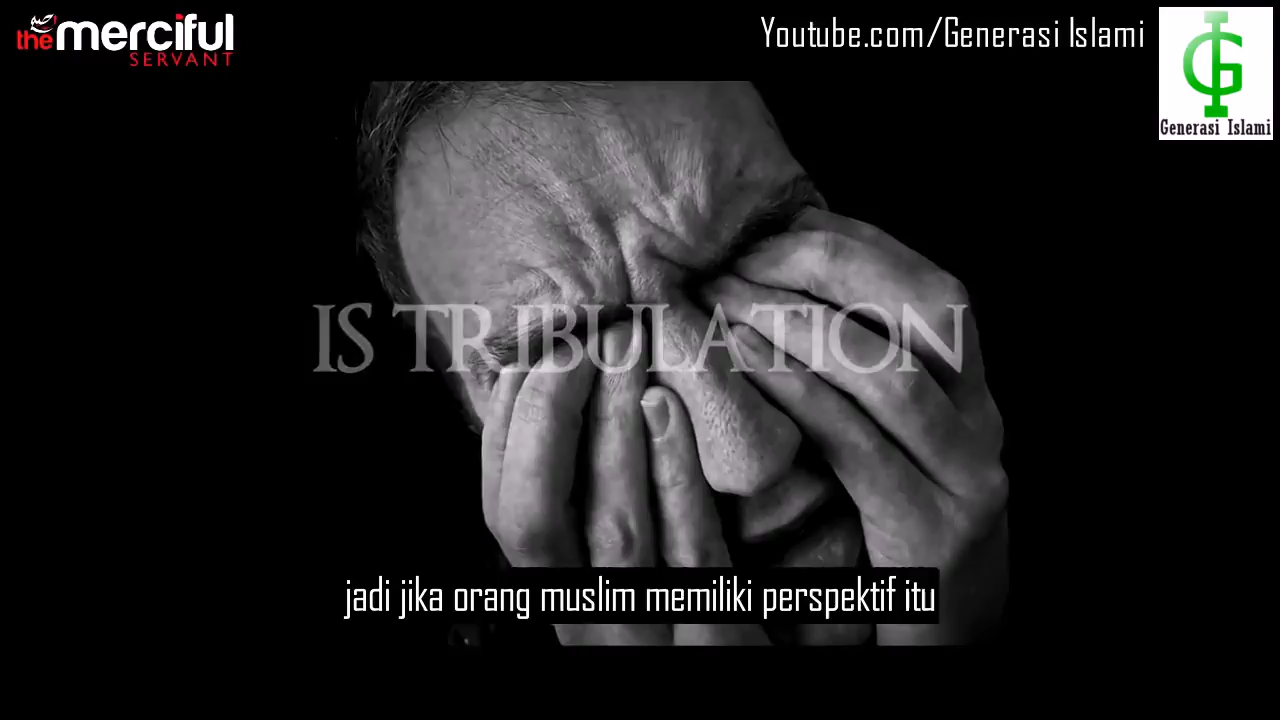 the merciful
SERVANT
Youtube.com/Generasi Islami
Generasi Islami
IS TRIBULATION
jadi jika orang muslim memiliki perspektif itu